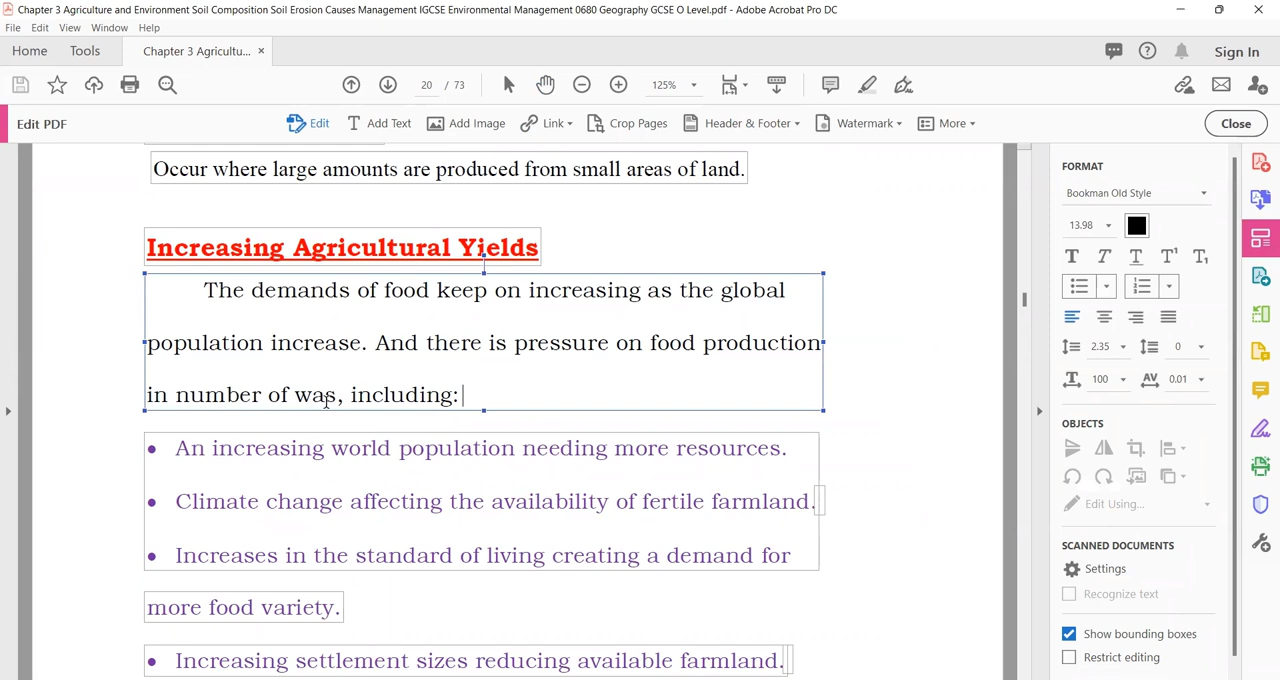 Chapter 3 Agriculture and Environment Soil Composition Soil Erosion Causes Management IGCSE Environmental Management 0680 Geography GCSE O Level.pdf - Adobe Acrobat Pro DC
File Edit View Window Help
Home Tools Chapter 3 Agricultu... × Sign In
20 / 73 125%
Edit PDF Edit Add Text Add Image Link Crop Pages Header & Footer Watermark More Close
Occur where large amounts are produced from small areas of land.
Increasing Agricultural Yields
The demands of food keep on increasing as the global
population increase. And there is pressure on food production
in number of was, including:
• An increasing world population needing more resources.
• Climate change affecting the availability of fertile farmland.
• Increases in the standard of living creating a demand for
more food variety.
• Increasing settlement sizes reducing available farmland.
FORMAT
Bookman Old Style
13.98
T T T T¹ T₁
2.35 0
100 AV 0.01
OBJECTS
Edit Using...
SCANNED DOCUMENTS
Settings
Recognize text
Show bounding boxes
Restrict editing